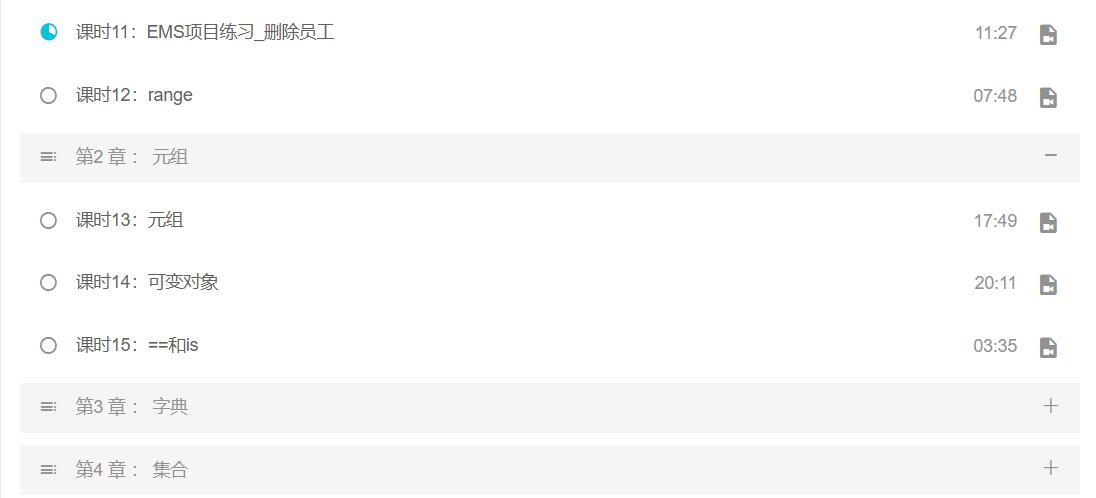 课时11：EMS项目练习_删除员工 11:27
课时12：range 07:48
第2 章： 元组
课时13：元组 17:49
课时14：可变对象 20:11
课时15：==和is 03:35
第3 章： 字典
第4 章： 集合